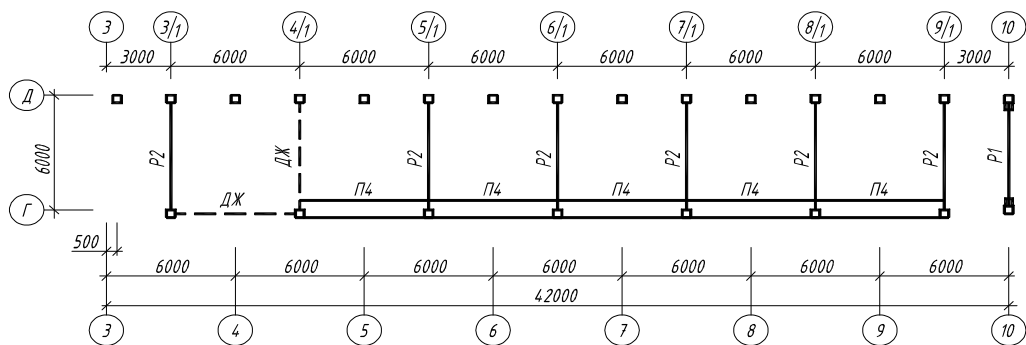 3 3/1 4/1 5/1 6/1 7/1 8/1 9/1 10
3000 6000 6000 6000 6000 6000 6000 3000
Д
6000
Р2 ДЖ Р2 Р2 Р2 Р2 Р2 Р1
ДЖ П4 П4 П4 П4 П4
Г
500
6000 6000 6000 6000 6000 6000 6000
42000
3 4 5 6 7 8 9 10